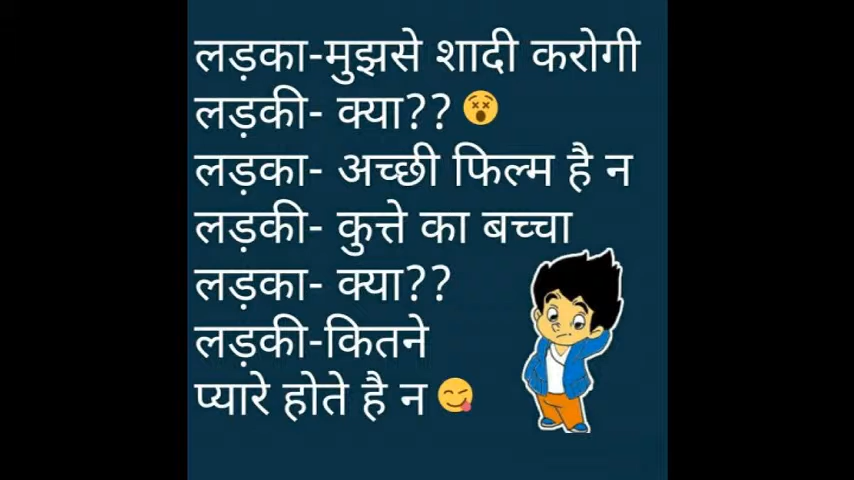 लड़का-मुझसे शादी करोगी
लड़की- क्या??😵
लड़का- अच्छी फिल्म है न
लड़की- कुत्ते का बच्चा
लड़का- क्या??
लड़की-कितने
प्यारे होते है न😋